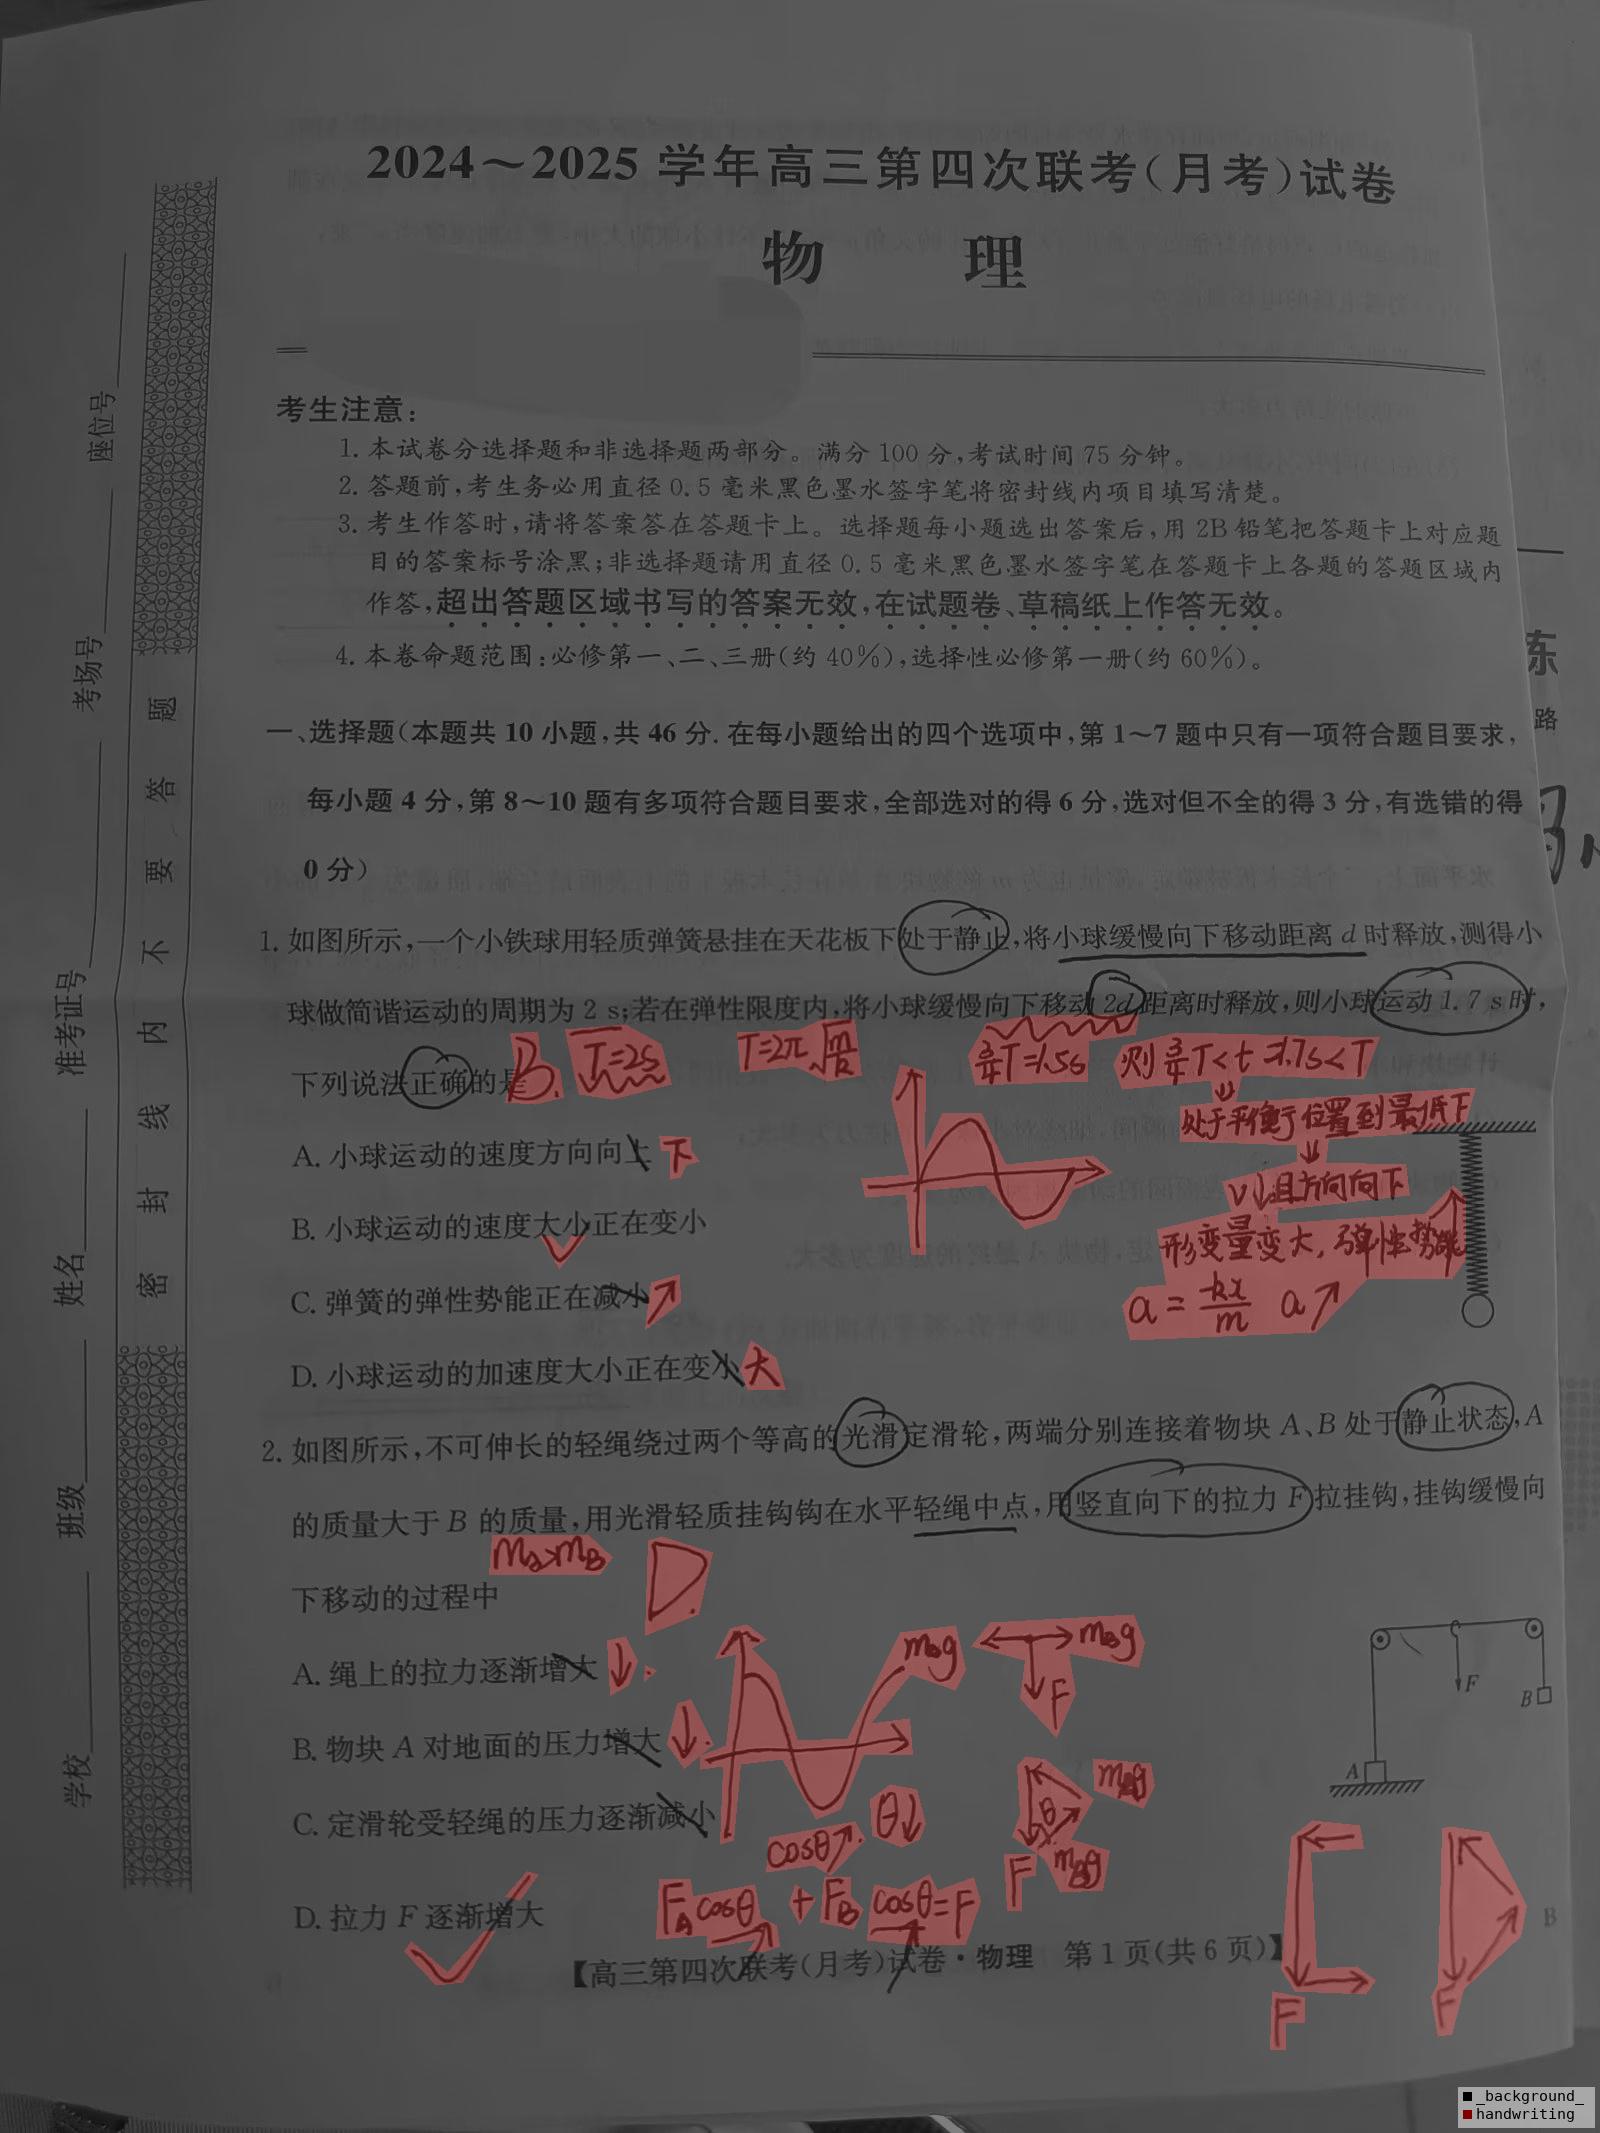 2024～2025 学年高三第四次联考(月考)试卷
物 理
考生注意:
1. 本试卷分选择题和非选择题两部分。满分 100 分,考试时间 75 分钟。
2. 答题前,考生务必用直径 0.5 毫米黑色墨水签字笔将密封线内项目填写清楚。
3. 考生作答时,请将答案答在答题卡上。选择题每小题选出答案后,用 2B 铅笔把答题卡上对应题
目的答案标号涂黑;非选择题请用直径 0.5 毫米黑色墨水签字笔在答题卡上各题的答题区域内
作答,超出答题区域书写的答案无效,在试题卷、草稿纸上作答无效。
4. 本卷命题范围:必修第一、二、三册(约 40%),选择性必修第一册(约 60%)。
一、选择题(本题共 10 小题,共 46 分. 在每小题给出的四个选项中,第 1～7 题中只有一项符合题目要求,
每小题 4 分,第 8～10 题有多项符合题目要求,全部选对的得 6 分,选对但不全的得 3 分,有选错的得
0 分)
1. 如图所示,一个小铁球用轻质弹簧悬挂在天花板下处于静止,将小球缓慢向下移动距离 d 时释放,测得小
球做简谐运动的周期为 2 s;若在弹性限度内,将小球缓慢向下移动 2d 距离时释放,则小球运动 1.7 s 时,
下列说法正确的是 B. T=2s T=2π√m/k 3/4T=1.5s 则 3/4T<t=1.7s<T
处于平衡于位置到最低下
A. 小球运动的速度方向向上 下
V↓且方向向下
B. 小球运动的速度大小正在变小
形变量变大,弹性势能↑
C. 弹簧的弹性势能正在减小↗
a=-kx/m a↗
D. 小球运动的加速度大小正在变小 大
2. 如图所示,不可伸长的轻绳绕过两个等高的光滑定滑轮,两端分别连接着物块 A、B 处于静止状态,A
的质量大于 B 的质量,用光滑轻质挂钩钩在水平轻绳中点,用竖直向下的拉力 F 拉挂钩,挂钩缓慢向
mA>mB D.
下移动的过程中
mBg mBg
F
A. 绳上的拉力逐渐增大↓.
F
B
B. 物块 A 对地面的压力增大↓.
A
mBg
θ
C. 定滑轮受轻绳的压力逐渐减小
θ↓
cosθ↗.
F mBg
D. 拉力 F 逐渐增大
FAcosθ+FBcosθ=F
F
F
B
【高三第四次联考(月考)试卷·物理 第 1 页(共 6 页)】
学校 班级 姓名 准考证号 考场号 座位号
密 封 线 内 不 要 答 题
东
路
_background_
handwriting